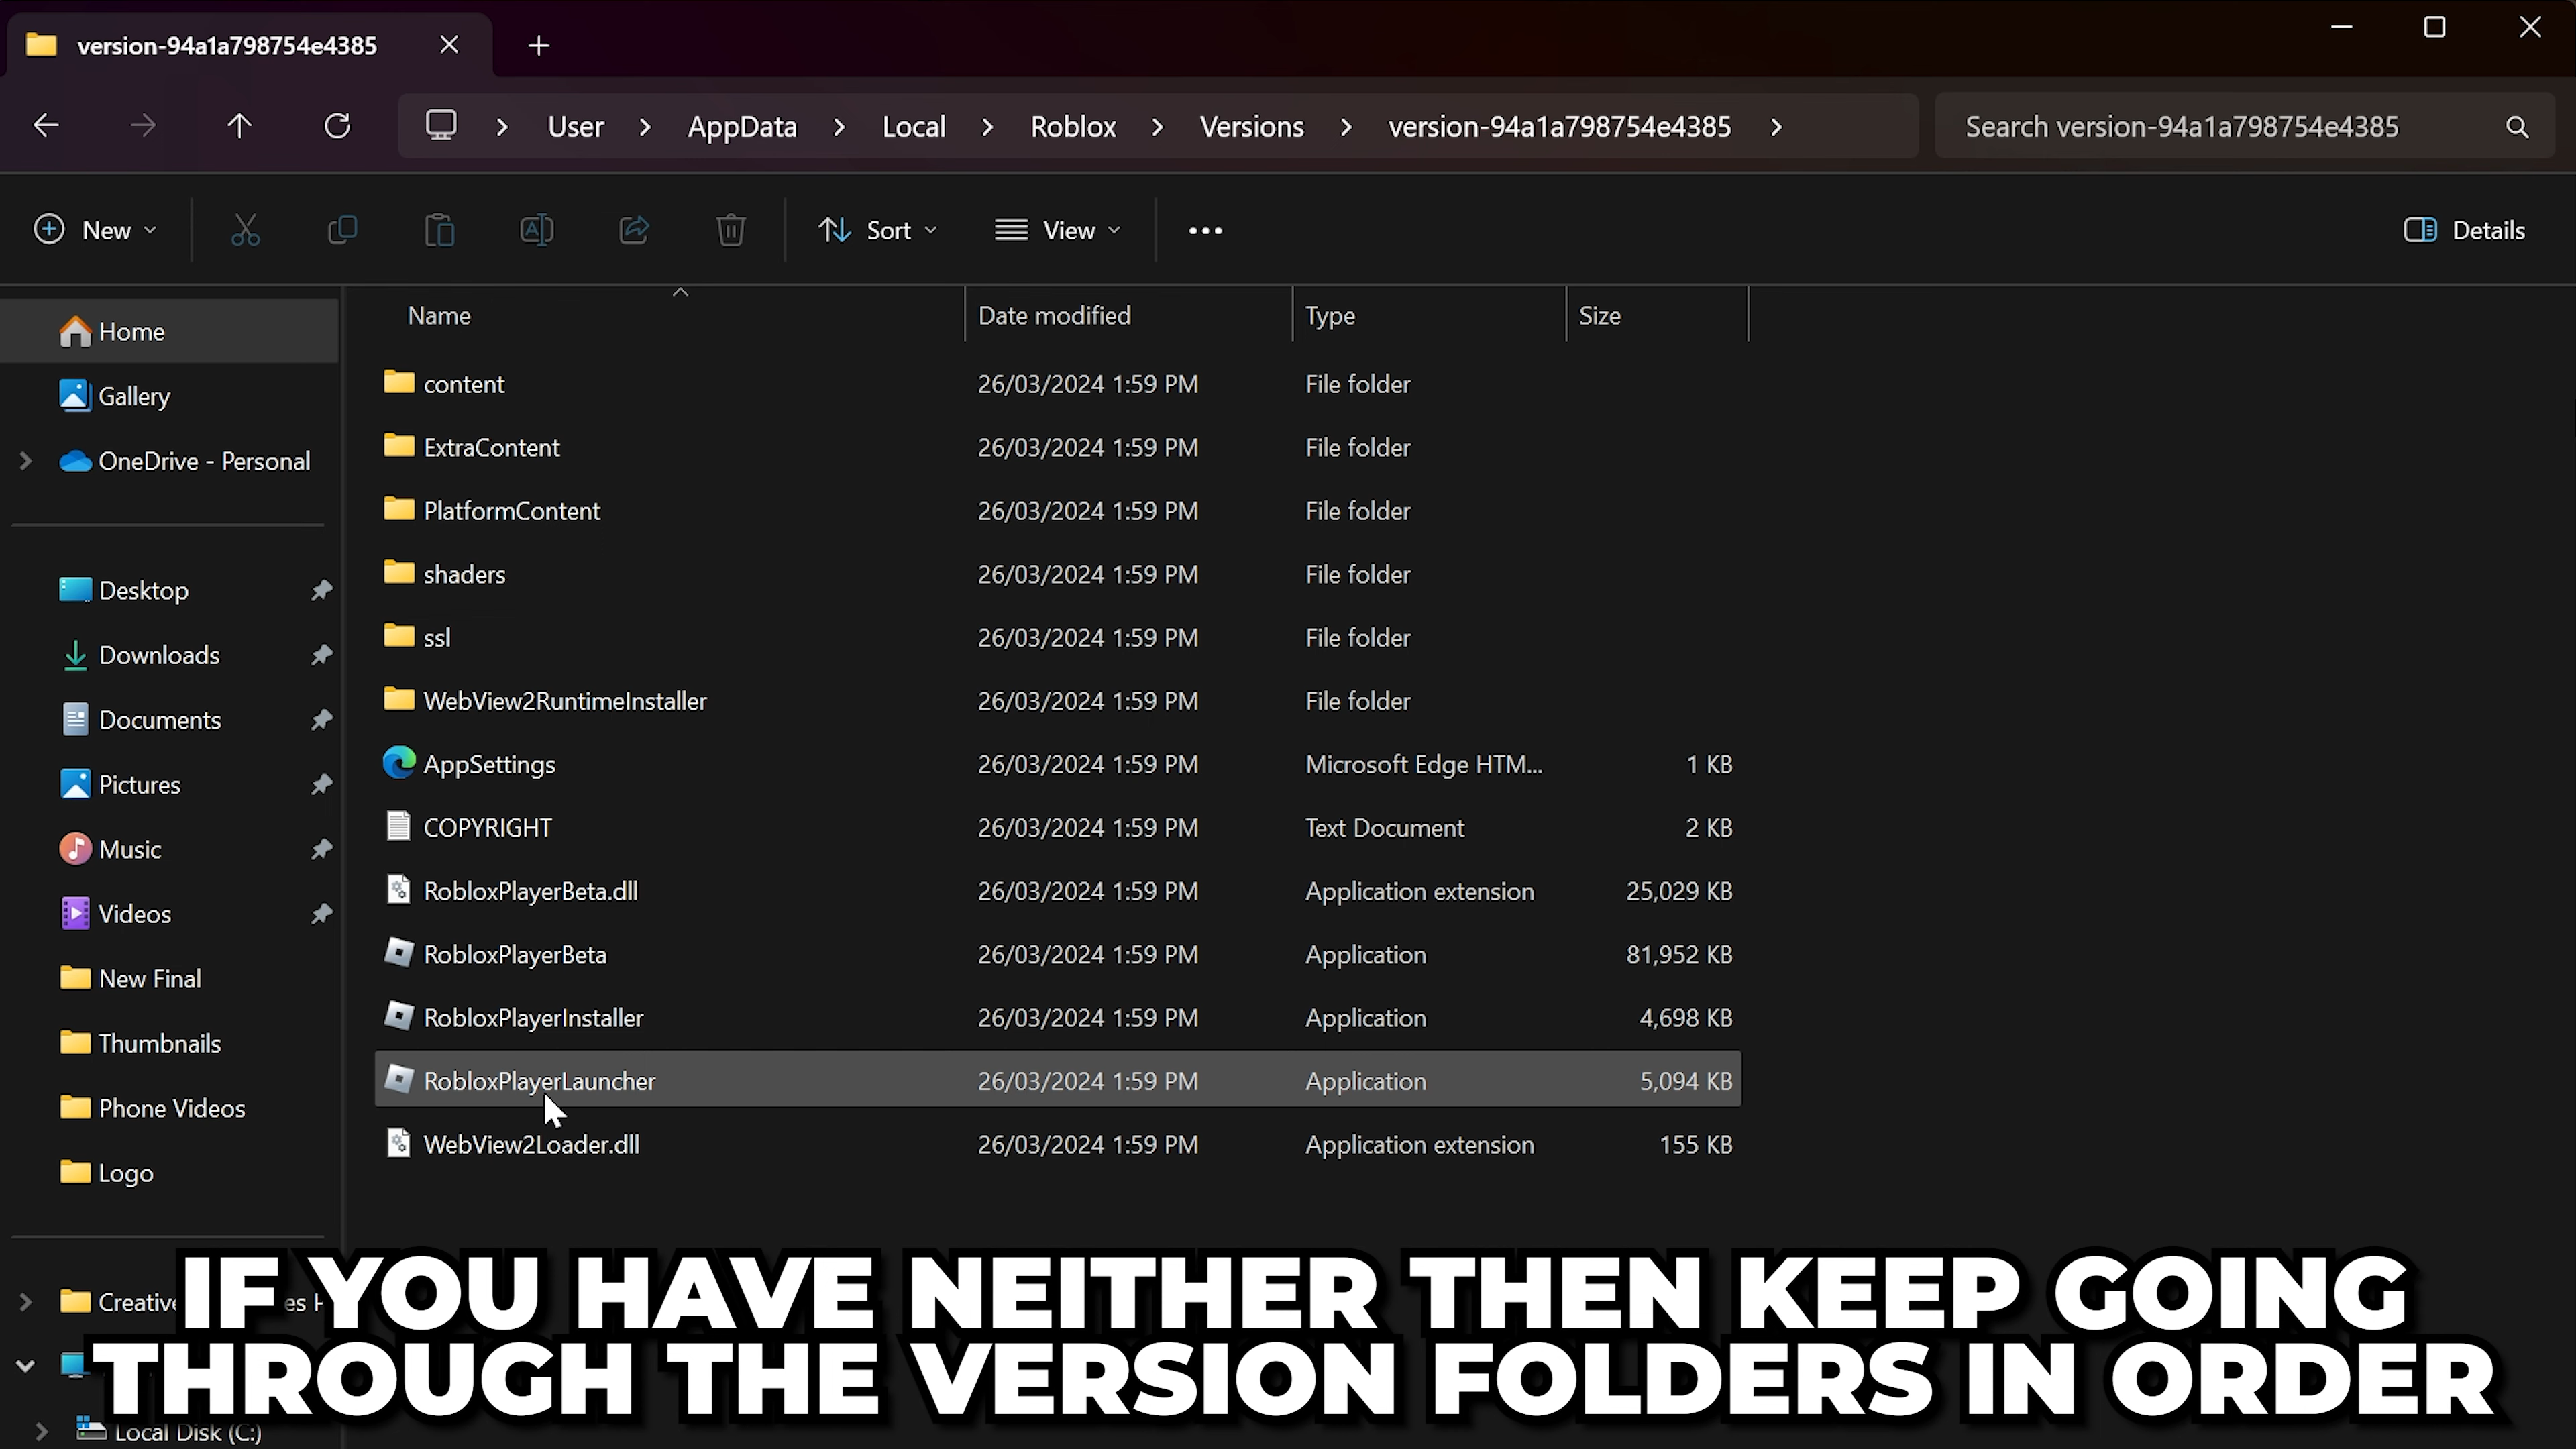 version-94a1a798754e4385
User > AppData > Local > Roblox > Versions > version-94a1a798754e4385 >
Search version-94a1a798754e4385
New
Sort
View
Details
Name Date modified Type Size
Home
Gallery
OneDrive - Personal
Desktop
Downloads
Documents
Pictures
Music
Videos
New Final
Thumbnails
Phone Videos
Logo
Creative
Local Disk (C:)
content 26/03/2024 1:59 PM File folder
ExtraContent 26/03/2024 1:59 PM File folder
PlatformContent 26/03/2024 1:59 PM File folder
shaders 26/03/2024 1:59 PM File folder
ssl 26/03/2024 1:59 PM File folder
WebView2RuntimeInstaller 26/03/2024 1:59 PM File folder
AppSettings 26/03/2024 1:59 PM Microsoft Edge HTM... 1 KB
COPYRIGHT 26/03/2024 1:59 PM Text Document 2 KB
RobloxPlayerBeta.dll 26/03/2024 1:59 PM Application extension 25,029 KB
RobloxPlayerBeta 26/03/2024 1:59 PM Application 81,952 KB
RobloxPlayerInstaller 26/03/2024 1:59 PM Application 4,698 KB
RobloxPlayerLauncher 26/03/2024 1:59 PM Application 5,094 KB
WebView2Loader.dll 26/03/2024 1:59 PM Application extension 155 KB
IF YOU HAVE NEITHER THEN KEEP GOING
THROUGH THE VERSION FOLDERS IN ORDER